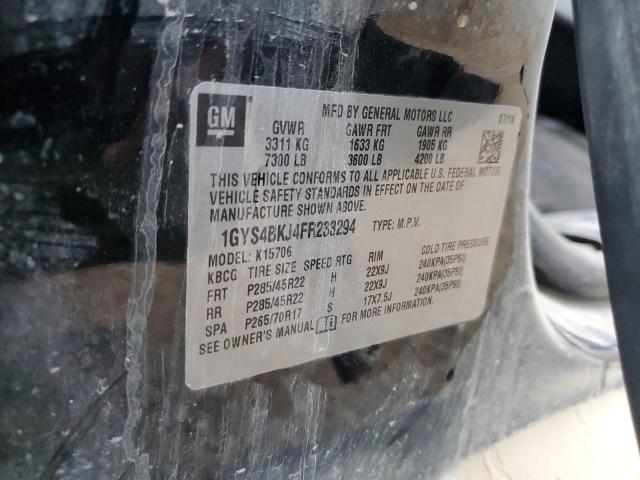 GM
MFD BY GENERAL MOTORS LLC 07/14
GVWR GAWR FRT GAWR RR
3311 KG 1633 KG 1905 KG
7300 LB 3600 LB 4200 LB
THIS VEHICLE CONFORMS TO ALL APPLICABLE U.S. FEDERAL MOTOR
VEHICLE SAFETY STANDARDS IN EFFECT ON THE DATE OF
MANUFACTURE SHOWN ABOVE.
1GYS4BKJ4FR233294 TYPE: M.P.V.
MODEL: K15706
KBCG TIRE SIZE SPEED RTG RIM COLD TIRE PRESSURE
FRT P285/45R22 H 22X9J 240KPA(35PSI)
RR P285/45R22 H 22X9J 240KPA(35PSI)
SPA P265/70R17 S 17X7.5J 240KPA(35PSI)
SEE OWNER'S MANUAL FOR MORE INFORMATION.